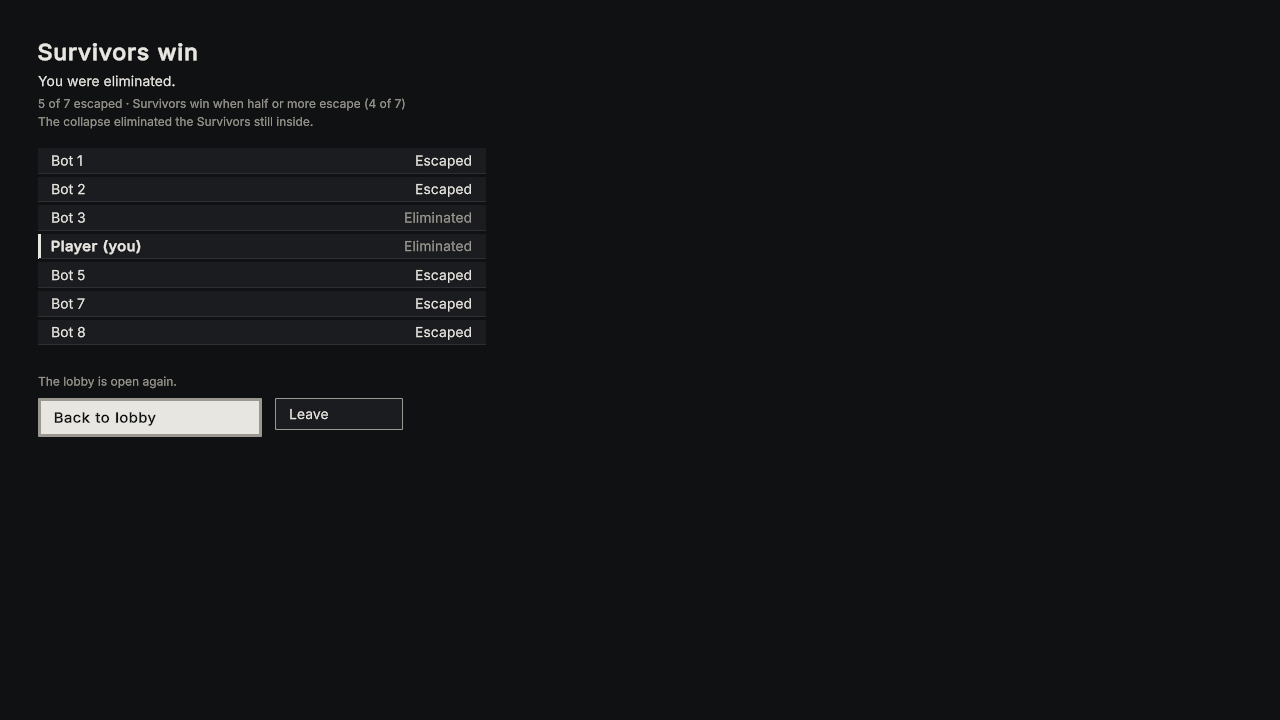 Survivors win
You were eliminated.
5 of 7 escaped · Survivors win when half or more escape (4 of 7)
The collapse eliminated the Survivors still inside.
Bot 1 Escaped
Bot 2 Escaped
Bot 3 Eliminated
Player (you) Eliminated
Bot 5 Escaped
Bot 7 Escaped
Bot 8 Escaped
The lobby is open again.
Back to lobby Leave